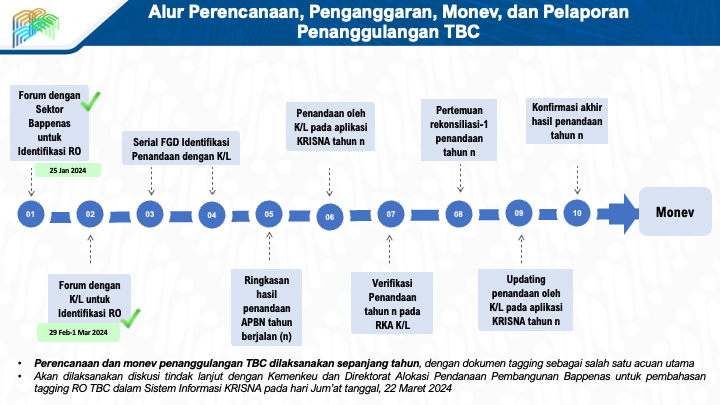 Alur Perencanaan, Penganggaran, Monev, dan Pelaporan
Penanggulangan TBC
Forum dengan
Sektor
Bappenas
untuk
Identifikasi RO
25 Jan 2024
Serial FGD Identifikasi
Penandaan dengan K/L
Penandaan oleh
K/L pada aplikasi
KRISNA tahun n
Pertemuan
rekonsiliasi-1
penandaan
tahun n
Konfirmasi akhir
hasil penandaan
tahun n
01
02
03
04
05
06
07
08
09
10
Monev
Forum dengan
K/L untuk
Identifikasi RO
29 Feb-1 Mar 2024
Ringkasan
hasil
penandaan
APBN tahun
berjalan (n)
Verifikasi
Penandaan
tahun n pada
RKA K/L
Updating
penandaan oleh
K/L pada aplikasi
KRISNA tahun n
• Perencanaan dan monev penanggulangan TBC dilaksanakan sepanjang tahun, dengan dokumen tagging sebagai salah satu acuan utama
• Akan dilaksanakan diskusi tindak lanjut dengan Kemenkeu dan Direktorat Alokasi Pendanaan Pembangunan Bappenas untuk pembahasan
tagging RO TBC dalam Sistem Informasi KRISNA pada hari Jum'at tanggal, 22 Maret 2024